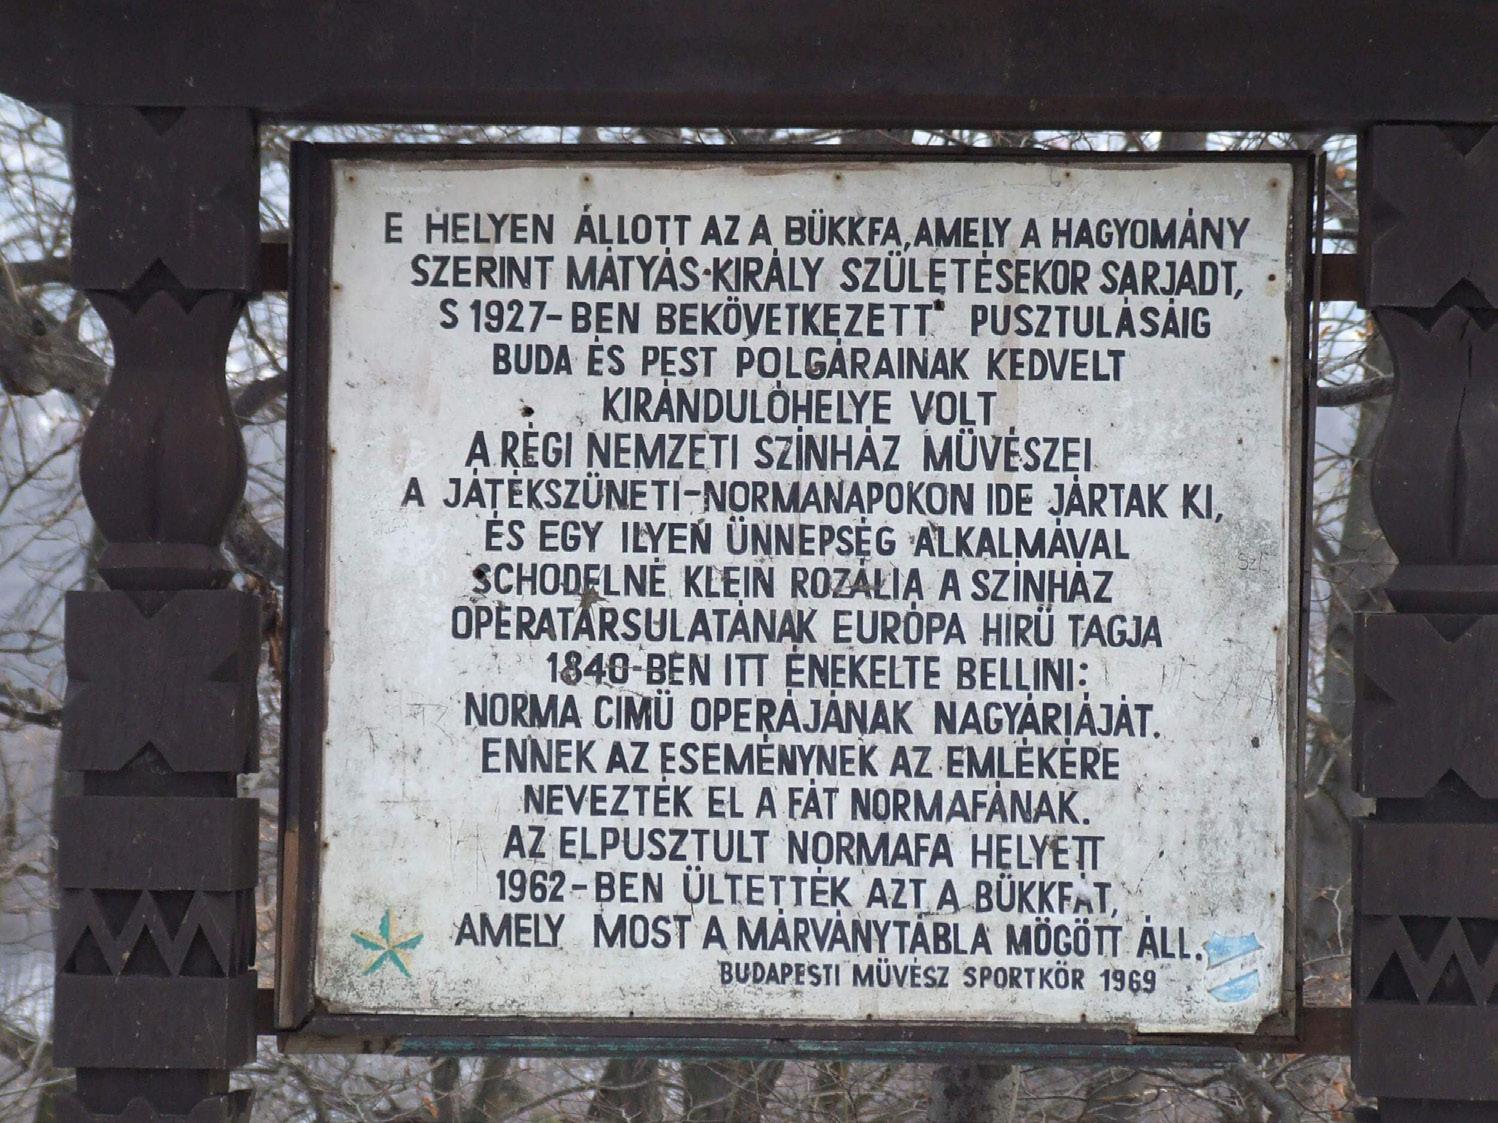 E HELYEN ÁLLOTT AZ A BÜKKFA, AMELY A HAGYOMÁNY
SZERINT MÁTYÁS KIRÁLY SZÜLETÉSEKOR SARJADT,
S 1927-BEN BEKÖVETKEZETT PUSZTULÁSÁIG
BUDA ÉS PEST POLGÁRAINAK KEDVELT
KIRÁNDULÓHELYE VOLT
A RÉGI NEMZETI SZINHÁZ MŰVÉSZEI
A JÁTÉKSZÜNETI-NORMANAPOKON IDE JÁRTAK KI,
ÉS EGY ILYEN ÜNNEPSÉG ALKALMÁVAL
SCHODELNÉ KLEIN ROZÁLIA A SZINHÁZ
OPERATÁRSULATÁNAK EURÓPA HIRŰ TAGJA
1840-BEN ITT ÉNEKELTE BELLINI:
NORMA CIMŰ OPERÁJÁNAK NAGYÁRIÁJÁT.
ENNEK AZ ESEMÉNYNEK AZ EMLÉKÉRE
NEVEZTÉK EL A FÁT NORMAFÁNAK.
AZ ELPUSZTULT NORMAFA HELYETT
1962-BEN ÜLTETTÉK AZT A BÜKKFÁT,
AMELY MOST A MÁRVÁNYTÁBLA MÖGÖTT ÁLL.
BUDAPESTI MŰVÉSZ SPORTKÖR 1969